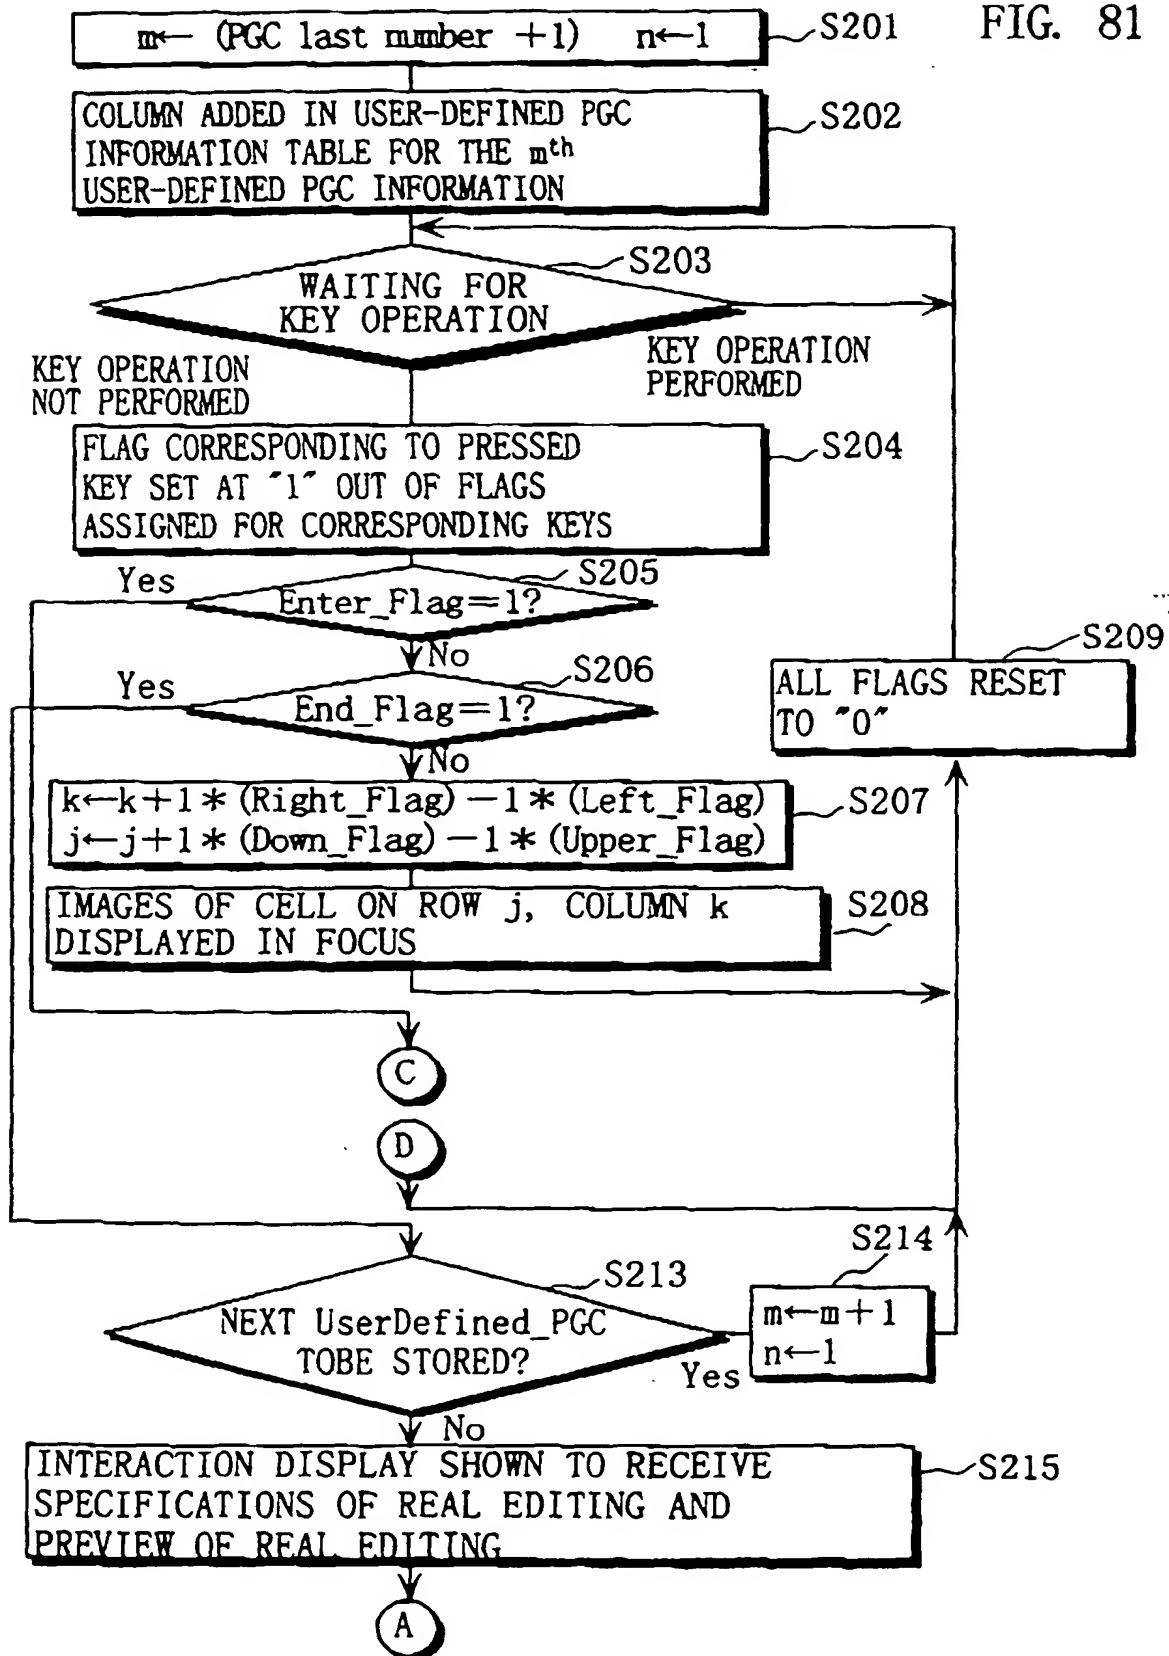 FIG. 81
m← (PGC last number +1) n←1
S201
COLUMN ADDED IN USER-DEFINED PGC
INFORMATION TABLE FOR THE mth
USER-DEFINED PGC INFORMATION
S202
S203
WAITING FOR
KEY OPERATION
KEY OPERATION
NOT PERFORMED
KEY OPERATION
PERFORMED
FLAG CORRESPONDING TO PRESSED
KEY SET AT "1" OUT OF FLAGS
ASSIGNED FOR CORRESPONDING KEYS
S204
Yes
S205
Enter_Flag=1?
No
Yes
S206
End_Flag=1?
No
S209
ALL FLAGS RESET
TO "0"
k←k+1*(Right_Flag)-1*(Left_Flag)
j←j+1*(Down_Flag)-1*(Upper_Flag)
S207
IMAGES OF CELL ON ROW j, COLUMN k
DISPLAYED IN FOCUS
S208
C
D
S213
NEXT UserDefined_PGC
TOBE STORED?
Yes
S214
m←m+1
n←1
No
INTERACTION DISPLAY SHOWN TO RECEIVE
SPECIFICATIONS OF REAL EDITING AND
PREVIEW OF REAL EDITING
S215
A